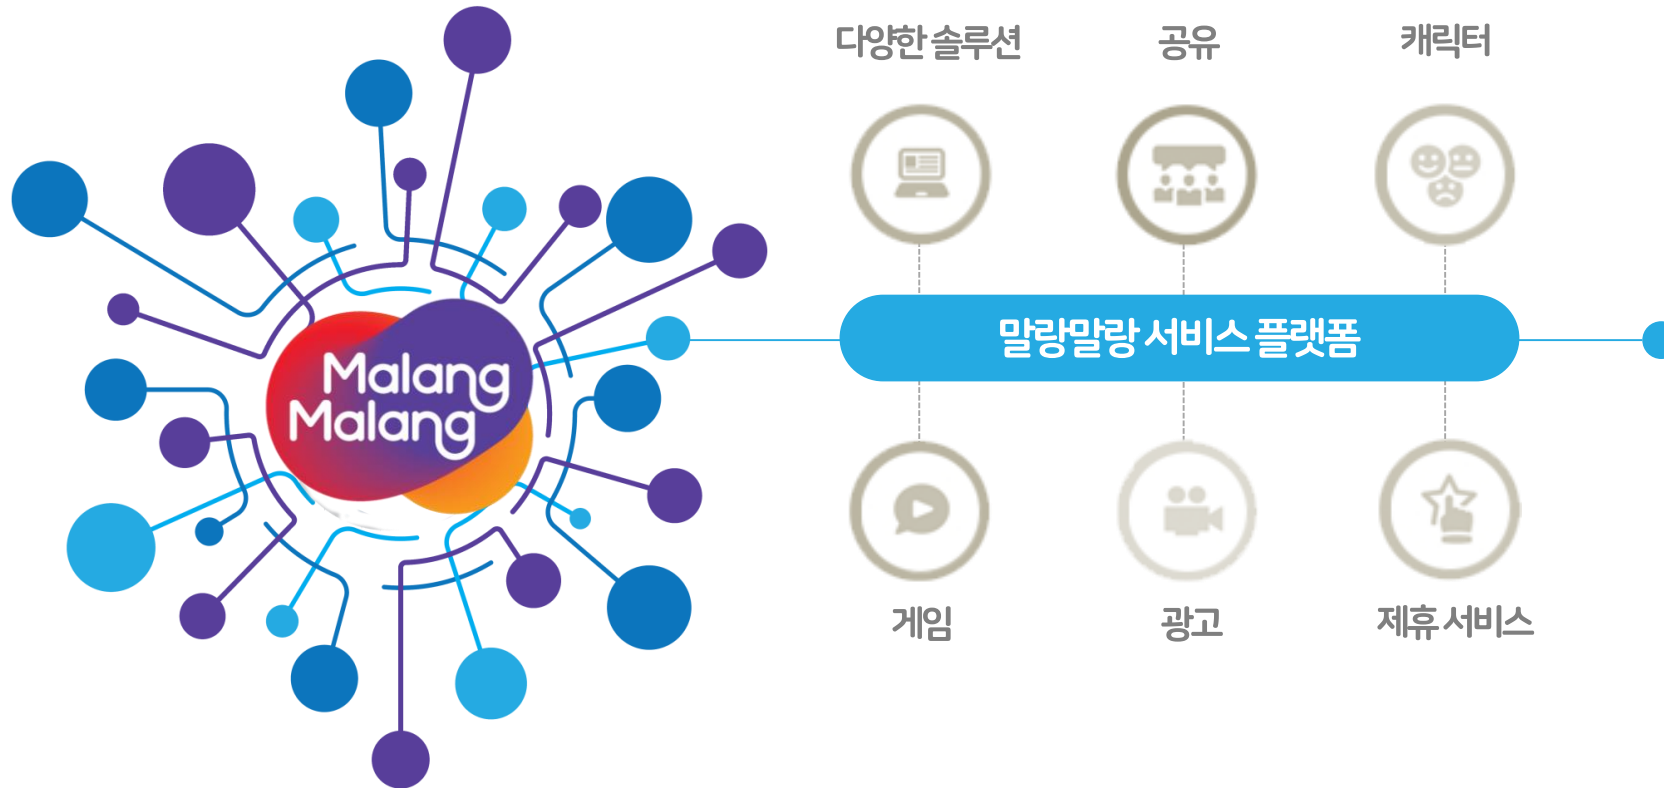 Malang
Malang
다양한 솔루션
공유
캐릭터
말랑말랑 서비스 플랫폼
게임
광고
제휴 서비스